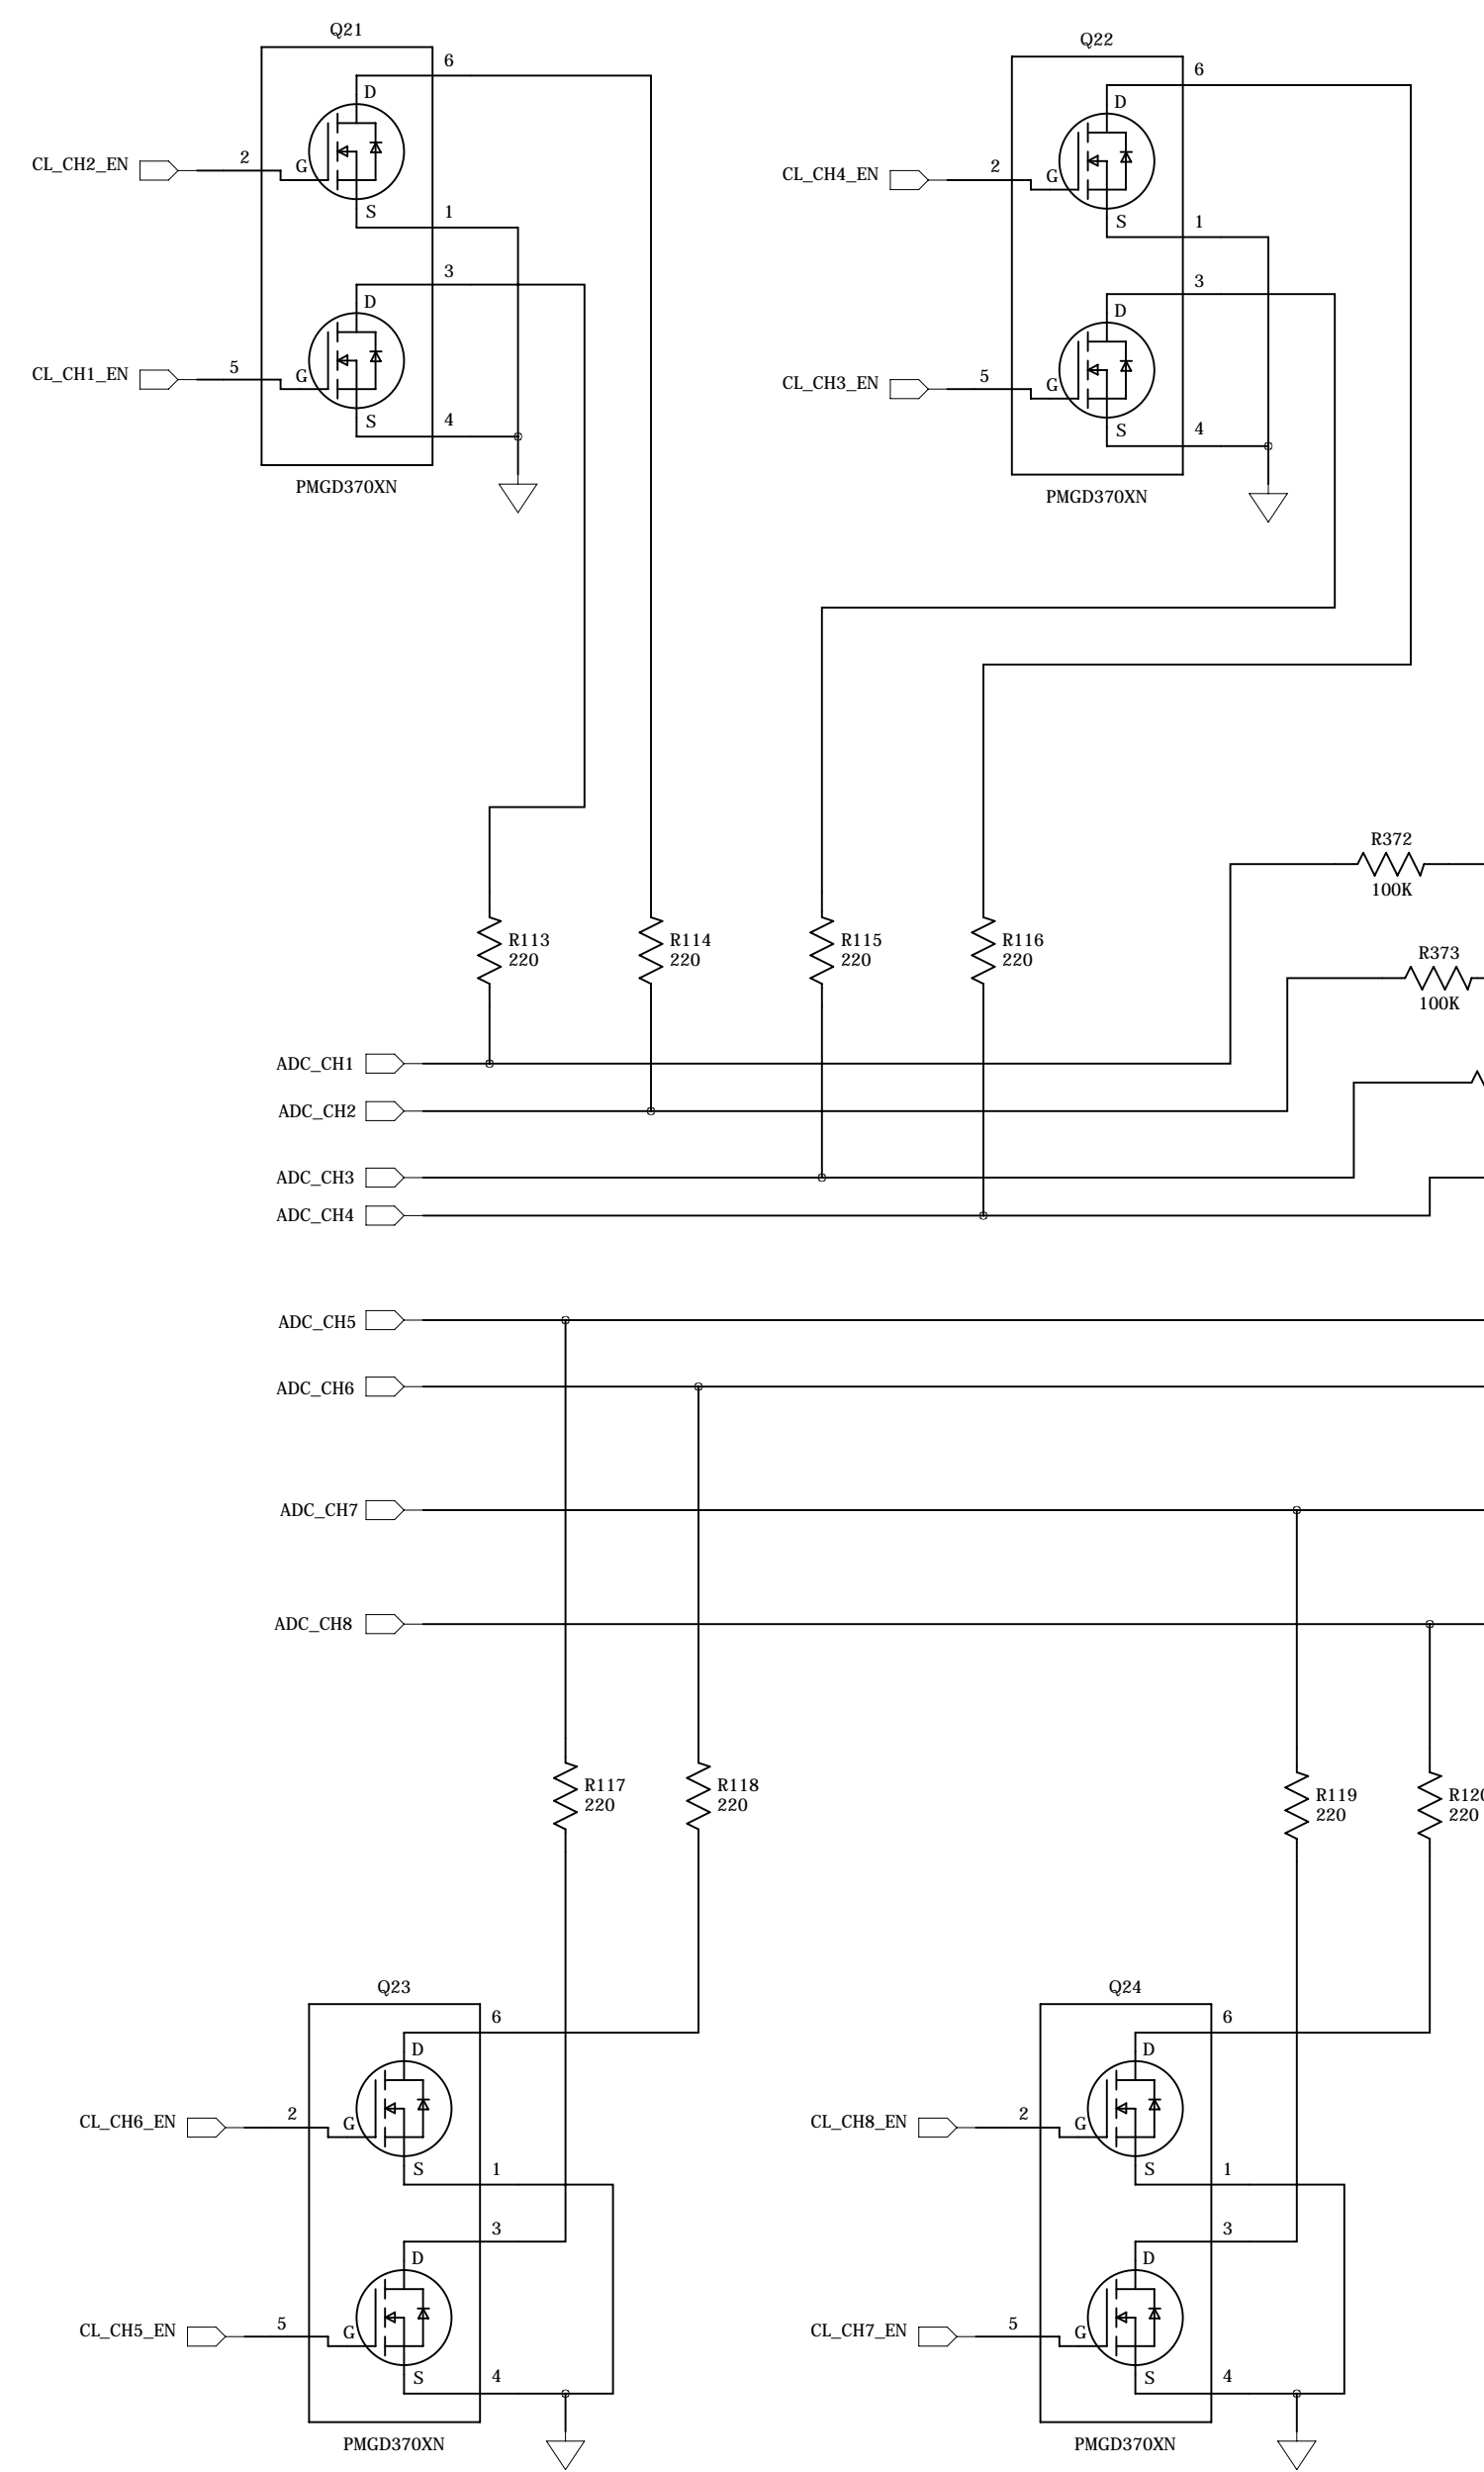 Q21
6
D
CL_CH2_EN
2
G
S
1
3
D
CL_CH1_EN
5
G
S
4
PMGD370XN
Q22
6
D
CL_CH4_EN
2
G
S
1
3
D
CL_CH3_EN
5
G
S
4
PMGD370XN
R372
100K
R373
100K
R113
220
R114
220
R115
220
R116
220
ADC_CH1
ADC_CH2
ADC_CH3
ADC_CH4
ADC_CH5
ADC_CH6
ADC_CH7
ADC_CH8
R117
220
R118
220
R119
220
R120
220
Q23
6
D
CL_CH6_EN
2
G
S
1
3
D
CL_CH5_EN
5
G
S
4
PMGD370XN
Q24
6
D
CL_CH8_EN
2
G
S
1
3
D
CL_CH7_EN
5
G
S
4
PMGD370XN